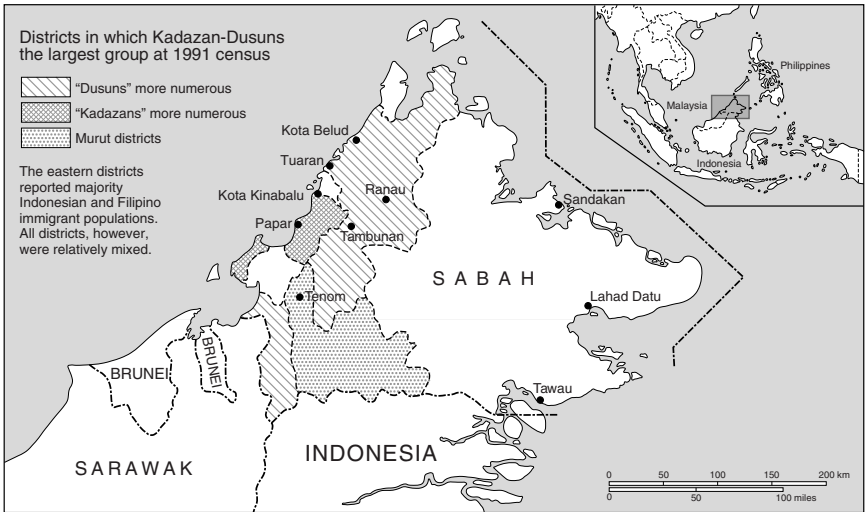 Districts in which Kadazan-Dusuns
the largest group at 1991 census
“Dusuns” more numerous
“Kadazans” more numerous
Murut districts
The eastern districts
reported majority
Indonesian and Filipino
immigrant populations.
All districts, however,
were relatively mixed.
Philippines
Malaysia
Indonesia
Kota Belud
Tuaran
Kota Kinabalu
Ranau
Papar
Tambunan
Sandakan
SABAH
Tenom
Lahad Datu
BRUNEI
BRUNEI
Tawau
INDONESIA
SARAWAK
0 50 100 150 200 km
0 50 100 miles